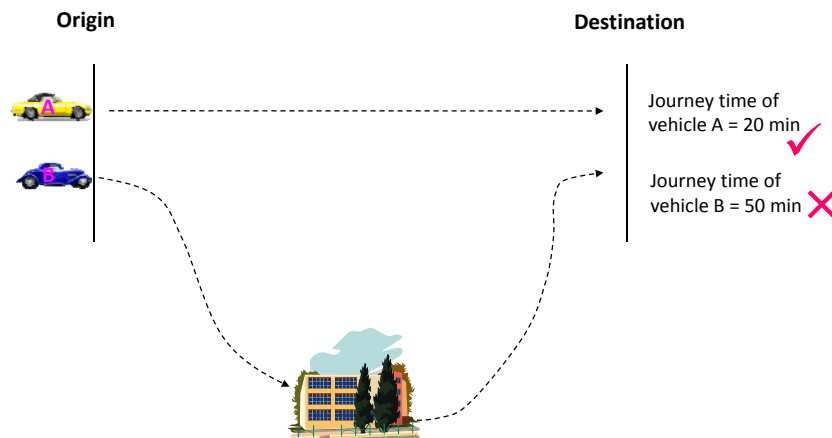 Origin
Destination
A
Journey time of
vehicle A = 20 min
B
Journey time of
vehicle B = 50 min